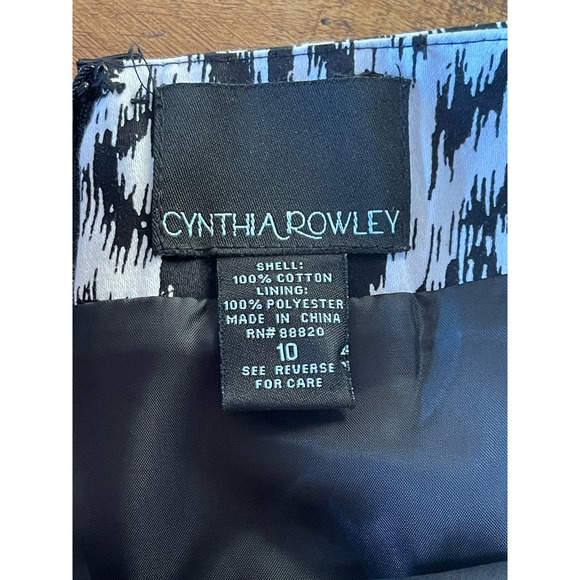 CYNTHIA ROWLEY
SHELL:
100% COTTON
LINING:
100% POLYESTER
MADE IN CHINA
RN# 88820
10
SEE REVERSE
FOR CARE